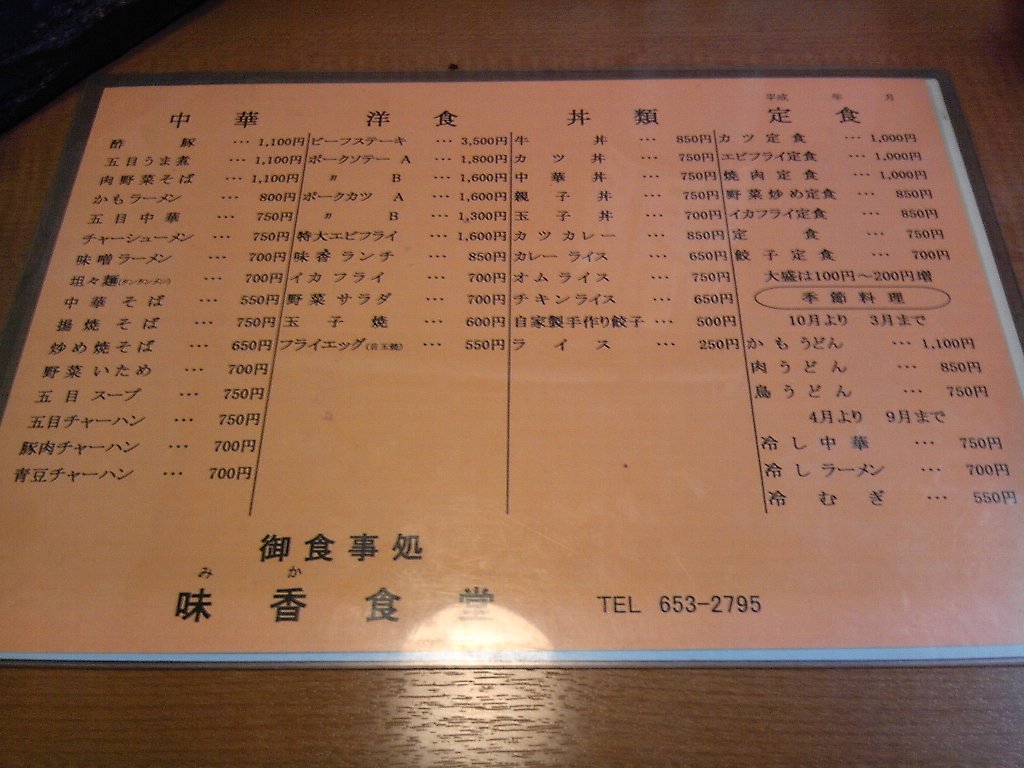 平成 年 月
中華
酢豚 … 1,100円
五目うま煮 … 1,100円
肉野菜そば … 1,100円
かもラーメン … 800円
五目中華 … 750円
チャーシューメン … 750円
味噌ラーメン … 700円
坦々麺(タンタンメン) … 700円
中華そば … 550円
揚焼そば … 750円
炒め焼そば … 650円
野菜いため … 700円
五目スープ … 750円
五目チャーハン … 750円
豚肉チャーハン … 700円
青豆チャーハン … 700円
洋食
ビーフステーキ … 3,500円
ポークソテー A … 1,800円
〃 B … 1,600円
ポークカツ A … 1,600円
〃 B … 1,300円
特大エビフライ … 1,600円
味香ランチ … 850円
イカフライ … 700円
野菜サラダ … 700円
玉子焼 … 600円
フライエッグ(目玉焼) … 550円
丼類
牛丼 … 850円
カツ丼 … 750円
中華丼 … 750円
親子丼 … 750円
玉子丼 … 700円
カツカレー … 850円
カレーライス … 650円
オムライス … 750円
チキンライス … 650円
自家製手作り餃子 … 500円
ライス … 250円
定食
カツ定食 … 1,000円
エビフライ定食 … 1,000円
焼肉定食 … 1,000円
野菜炒め定食 … 850円
イカフライ定食 … 850円
定食 … 750円
餃子定食 … 700円
大盛は100円～200円増
季節料理
10月より 3月まで
かもうどん … 1,100円
肉うどん … 850円
鳥うどん … 750円
4月より 9月まで
冷し中華 … 750円
冷しラーメン … 700円
冷むぎ … 550円
御食事処
みか
味香食堂
TEL 653-2795